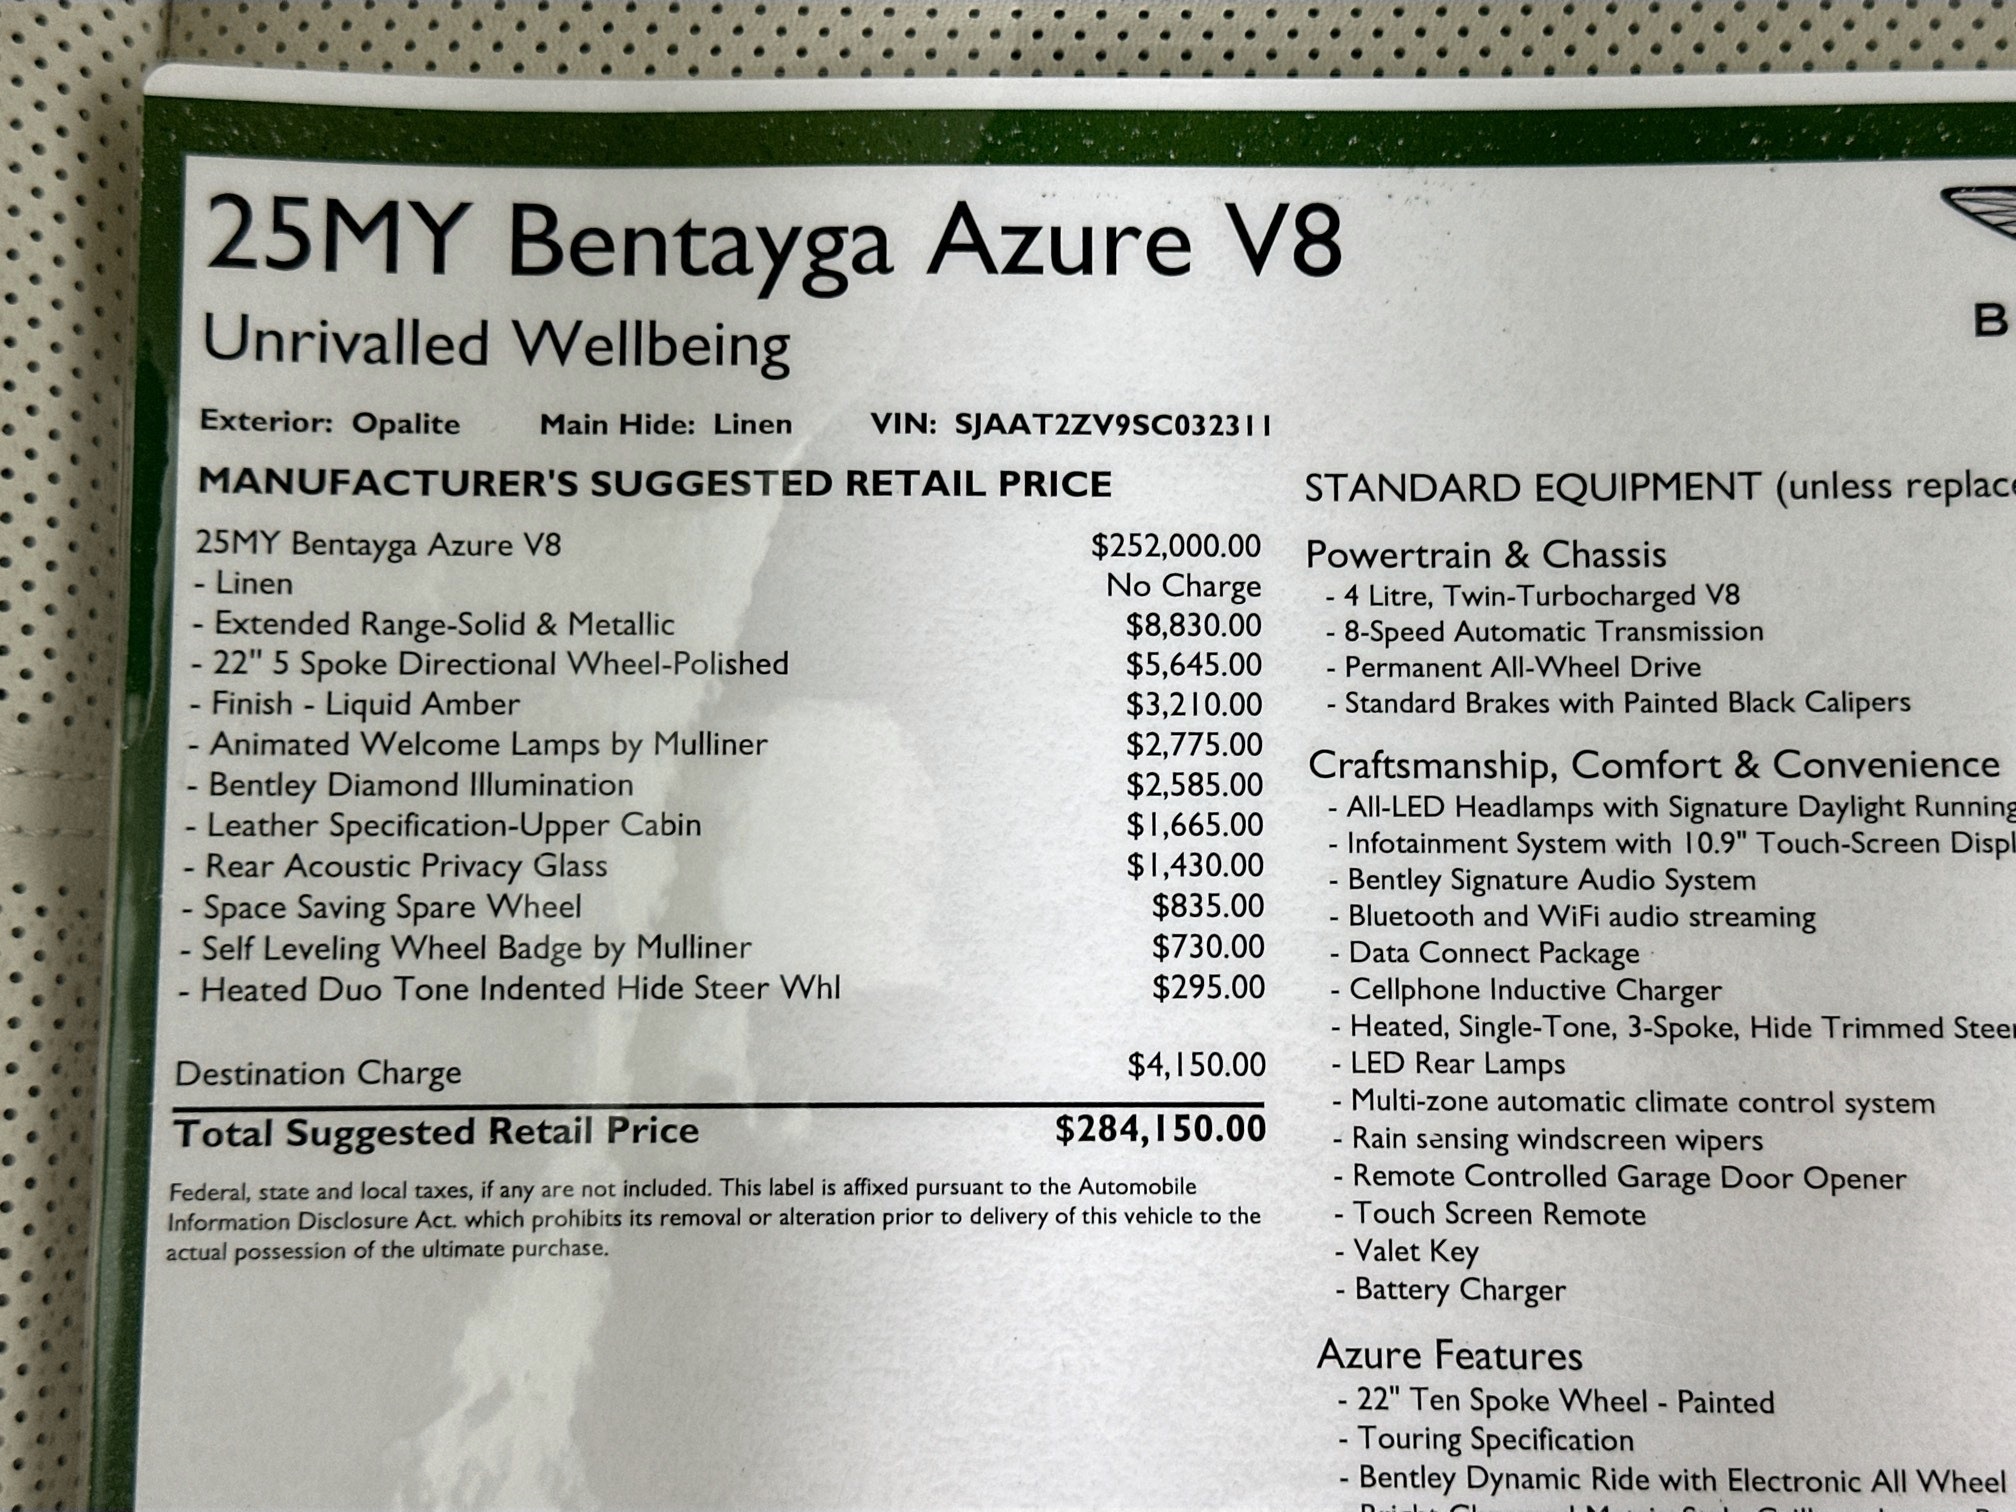 25MY Bentayga Azure V8
Unrivalled Wellbeing
B
Exterior: Opalite Main Hide: Linen VIN: SJAAT2ZV9SC032311
MANUFACTURER'S SUGGESTED RETAIL PRICE
25MY Bentayga Azure V8 $252,000.00
- Linen No Charge
- Extended Range-Solid & Metallic $8,830.00
- 22" 5 Spoke Directional Wheel-Polished $5,645.00
- Finish - Liquid Amber $3,210.00
- Animated Welcome Lamps by Mulliner $2,775.00
- Bentley Diamond Illumination $2,585.00
- Leather Specification-Upper Cabin $1,665.00
- Rear Acoustic Privacy Glass $1,430.00
- Space Saving Spare Wheel $835.00
- Self Leveling Wheel Badge by Mulliner $730.00
- Heated Duo Tone Indented Hide Steer Whl $295.00
Destination Charge $4,150.00
Total Suggested Retail Price $284,150.00
Federal, state and local taxes, if any are not included. This label is affixed pursuant to the Automobile
Information Disclosure Act. which prohibits its removal or alteration prior to delivery of this vehicle to the
actual possession of the ultimate purchase.
STANDARD EQUIPMENT (unless replac
Powertrain & Chassis
- 4 Litre, Twin-Turbocharged V8
- 8-Speed Automatic Transmission
- Permanent All-Wheel Drive
- Standard Brakes with Painted Black Calipers
Craftsmanship, Comfort & Convenience
- All-LED Headlamps with Signature Daylight Running
- Infotainment System with 10.9" Touch-Screen Displ
- Bentley Signature Audio System
- Bluetooth and WiFi audio streaming
- Data Connect Package
- Cellphone Inductive Charger
- Heated, Single-Tone, 3-Spoke, Hide Trimmed Steer
- LED Rear Lamps
- Multi-zone automatic climate control system
- Rain sensing windscreen wipers
- Remote Controlled Garage Door Opener
- Touch Screen Remote
- Valet Key
- Battery Charger
Azure Features
- 22" Ten Spoke Wheel - Painted
- Touring Specification
- Bentley Dynamic Ride with Electronic All Wheel